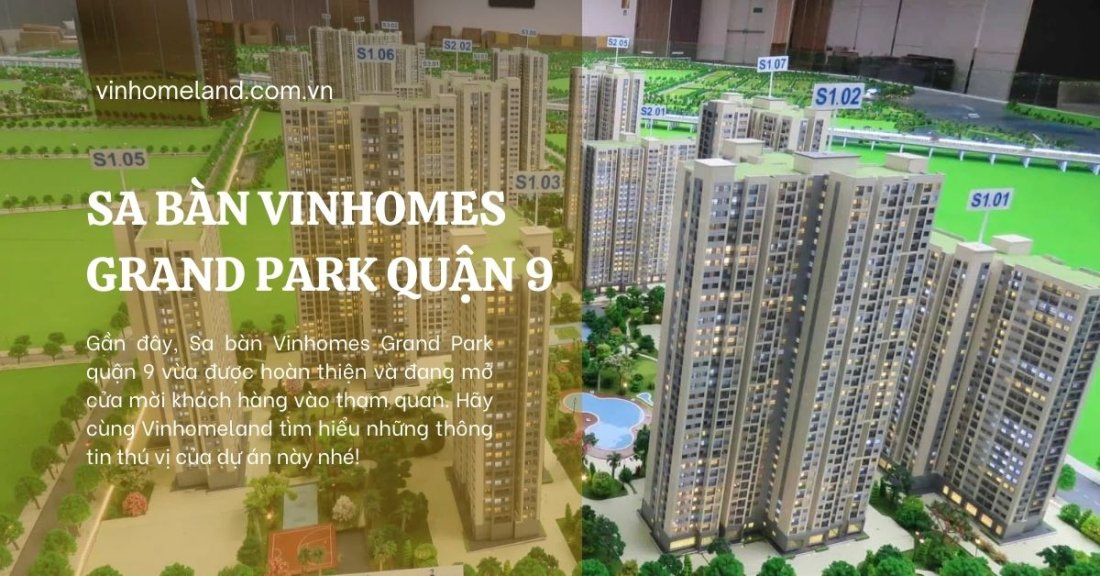 vinhomeland.com.vn
S1.06
S2.02
S2.05
S1.07
S1.02
S2.01
S1.05
S1.03
S1.01
SA BÀN VINHOMES
GRAND PARK QUẬN 9
Gần đây, Sa bàn Vinhomes Grand Park
quận 9 vừa được hoàn thiện và đang mở
cửa mời khách hàng vào thạm quan. Hãy
cùng Vinhomeland tìm hiểu những thông
tin thú vị của dự án này nhé!